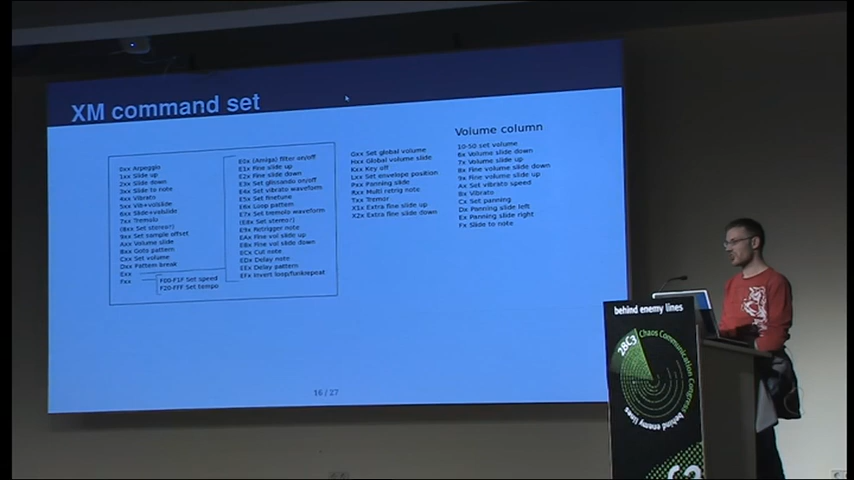 XM command set
0xx Arpeggio
1xx Slide up
2xx Slide down
3xx Slide to note
4xx Vibrato
5xx Vib+volslide
6xx Slide+volslide
7xx Tremolo
(8xx Set stereo?)
9xx Set sample offset
Axx Volume slide
Bxx Goto pattern
Cxx Set volume
Dxx Pattern break
Exx
Fxx
F00-F1F Set speed
F20-FFF Set tempo
E0x (Amiga) filter on/off
E1x Fine slide up
E2x Fine slide down
E3x Set glissando on/off
E4x Set vibrato waveform
E5x Set finetune
E6x Loop pattern
E7x Set tremolo waveform
(E8x Set stereo?)
E9x Retrigger note
EAx Fine vol slide up
EBx Fine vol slide down
ECx Cut note
EDx Delay note
EEx Delay pattern
EFx Invert loop/funkrepeat
Gxx Set global volume
Hxx Global volume slide
Kxx Key off
Lxx Set envelope position
Pxx Panning slide
Rxx Multi retrig note
Txx Tremor
X1x Extra fine slide up
X2x Extra fine slide down
Volume column
10-50 set volume
6x Volume slide down
7x Volume slide up
8x Fine volume slide down
9x Fine volume slide up
Ax Set vibrato speed
Bx Vibrato
Cx Set panning
Dx Panning slide left
Ex Panning slide right
Fx Slide to note
16 / 27
behind enemy lines
28C3
Chaos Communication Congress
behind enemy lines